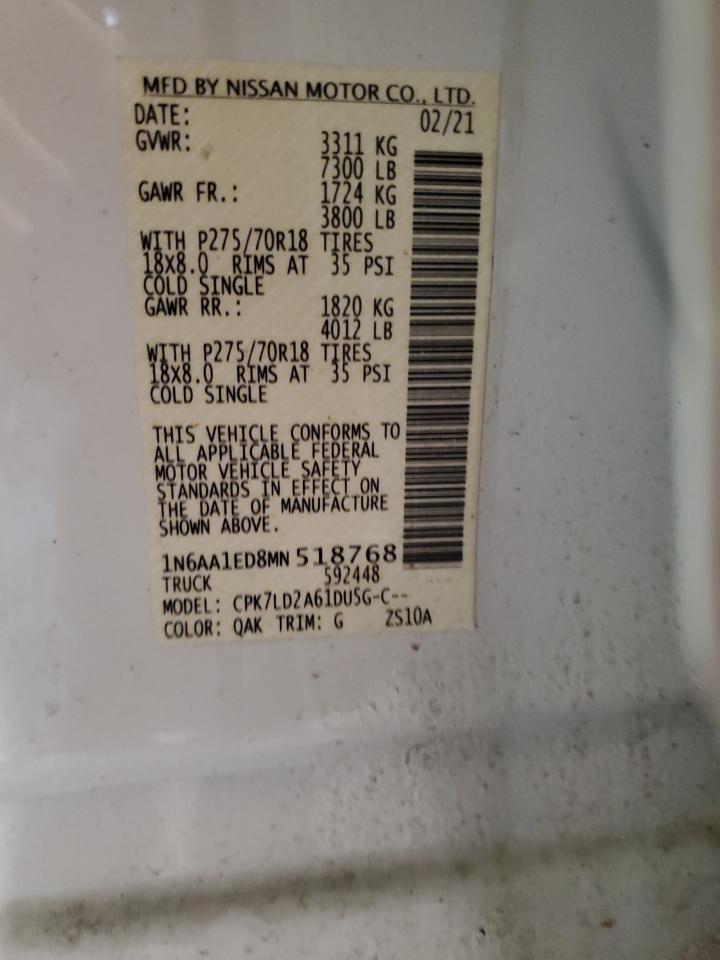 MFD BY NISSAN MOTOR CO., LTD.
DATE: 02/21
GVWR: 3311 KG
7300 LB
GAWR FR.: 1724 KG
3800 LB
WITH P275/70R18 TIRES
18X8.0 RIMS AT 35 PSI
COLD SINGLE
GAWR RR.: 1820 KG
4012 LB
WITH P275/70R18 TIRES
18X8.0 RIMS AT 35 PSI
COLD SINGLE
THIS VEHICLE CONFORMS TO
ALL APPLICABLE FEDERAL
MOTOR VEHICLE SAFETY
STANDARDS IN EFFECT ON
THE DATE OF MANUFACTURE
SHOWN ABOVE.
1N6AA1ED8MN 518768
TRUCK 592448
MODEL: CPK7LD2A61DU5G-C--
COLOR: QAK TRIM: G ZS10A